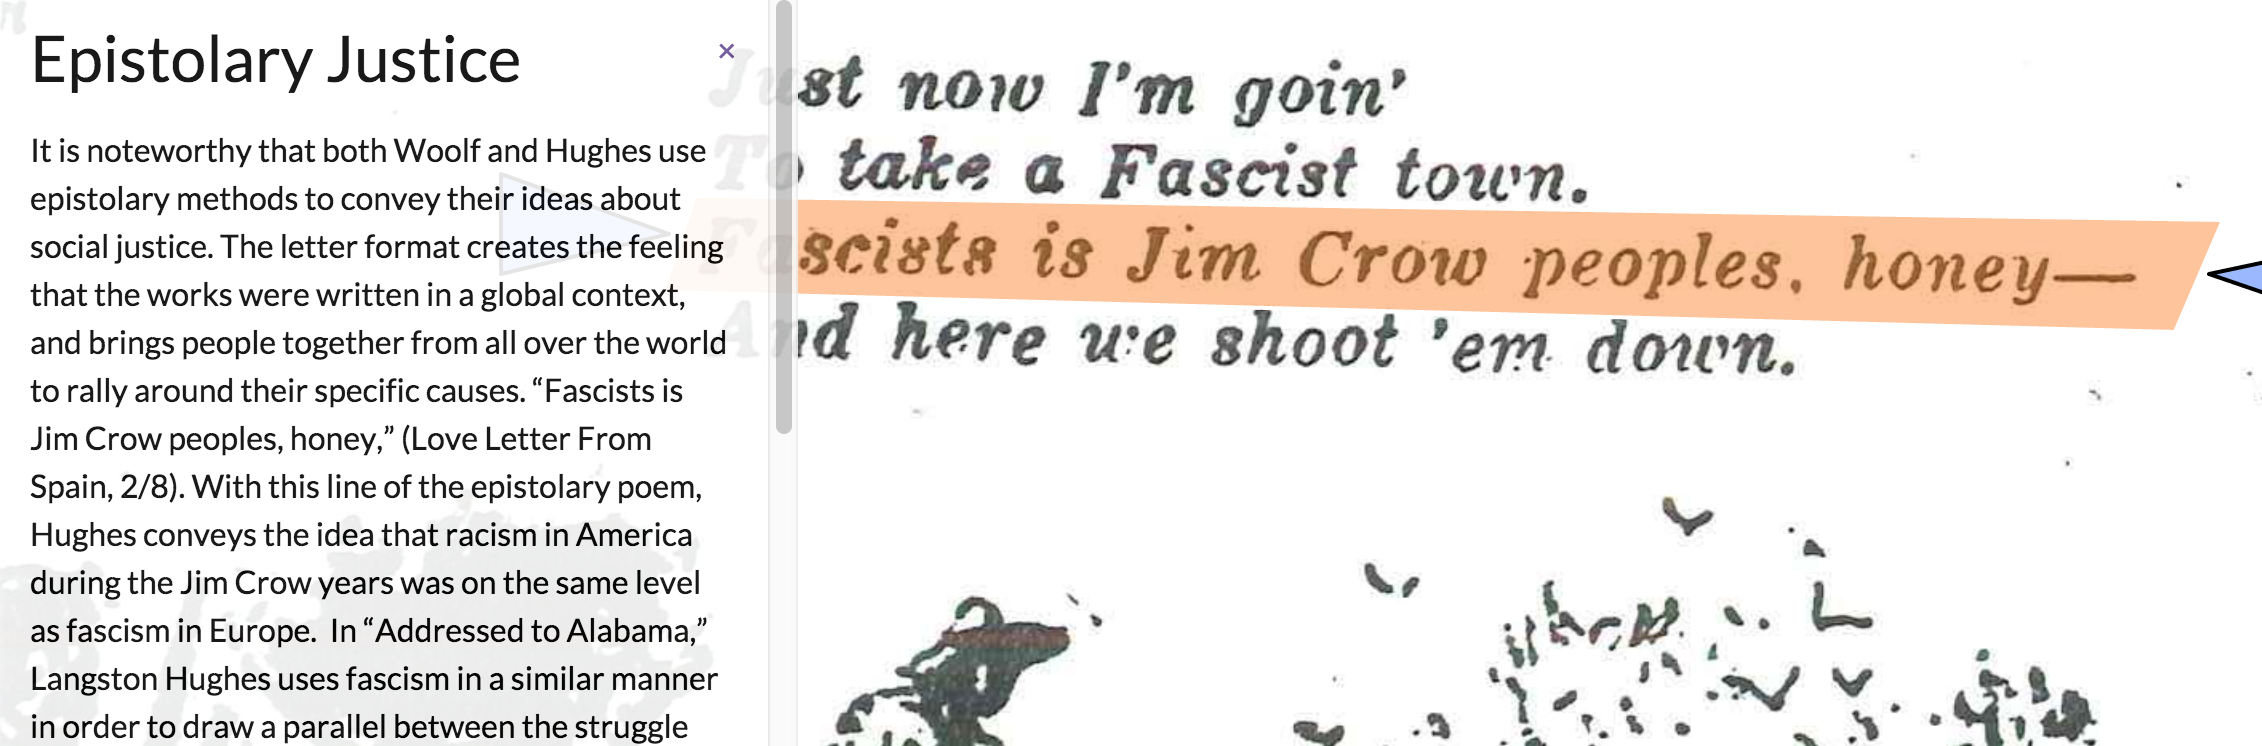 Epistolary Justice
×
It is noteworthy that both Woolf and Hughes use
epistolary methods to convey their ideas about
social justice. The letter format creates the feeling
that the works were written in a global context,
and brings people together from all over the world
to rally around their specific causes. “Fascists is
Jim Crow peoples, honey,” (Love Letter From
Spain, 2/8). With this line of the epistolary poem,
Hughes conveys the idea that racism in America
during the Jim Crow years was on the same level
as fascism in Europe.  In “Addressed to Alabama,”
Langston Hughes uses fascism in a similar manner
in order to draw a parallel between the struggle
Just now I’m goin’
To take a Fascist town.
Fascists is Jim Crow peoples, honey—
And here we shoot ’em down.